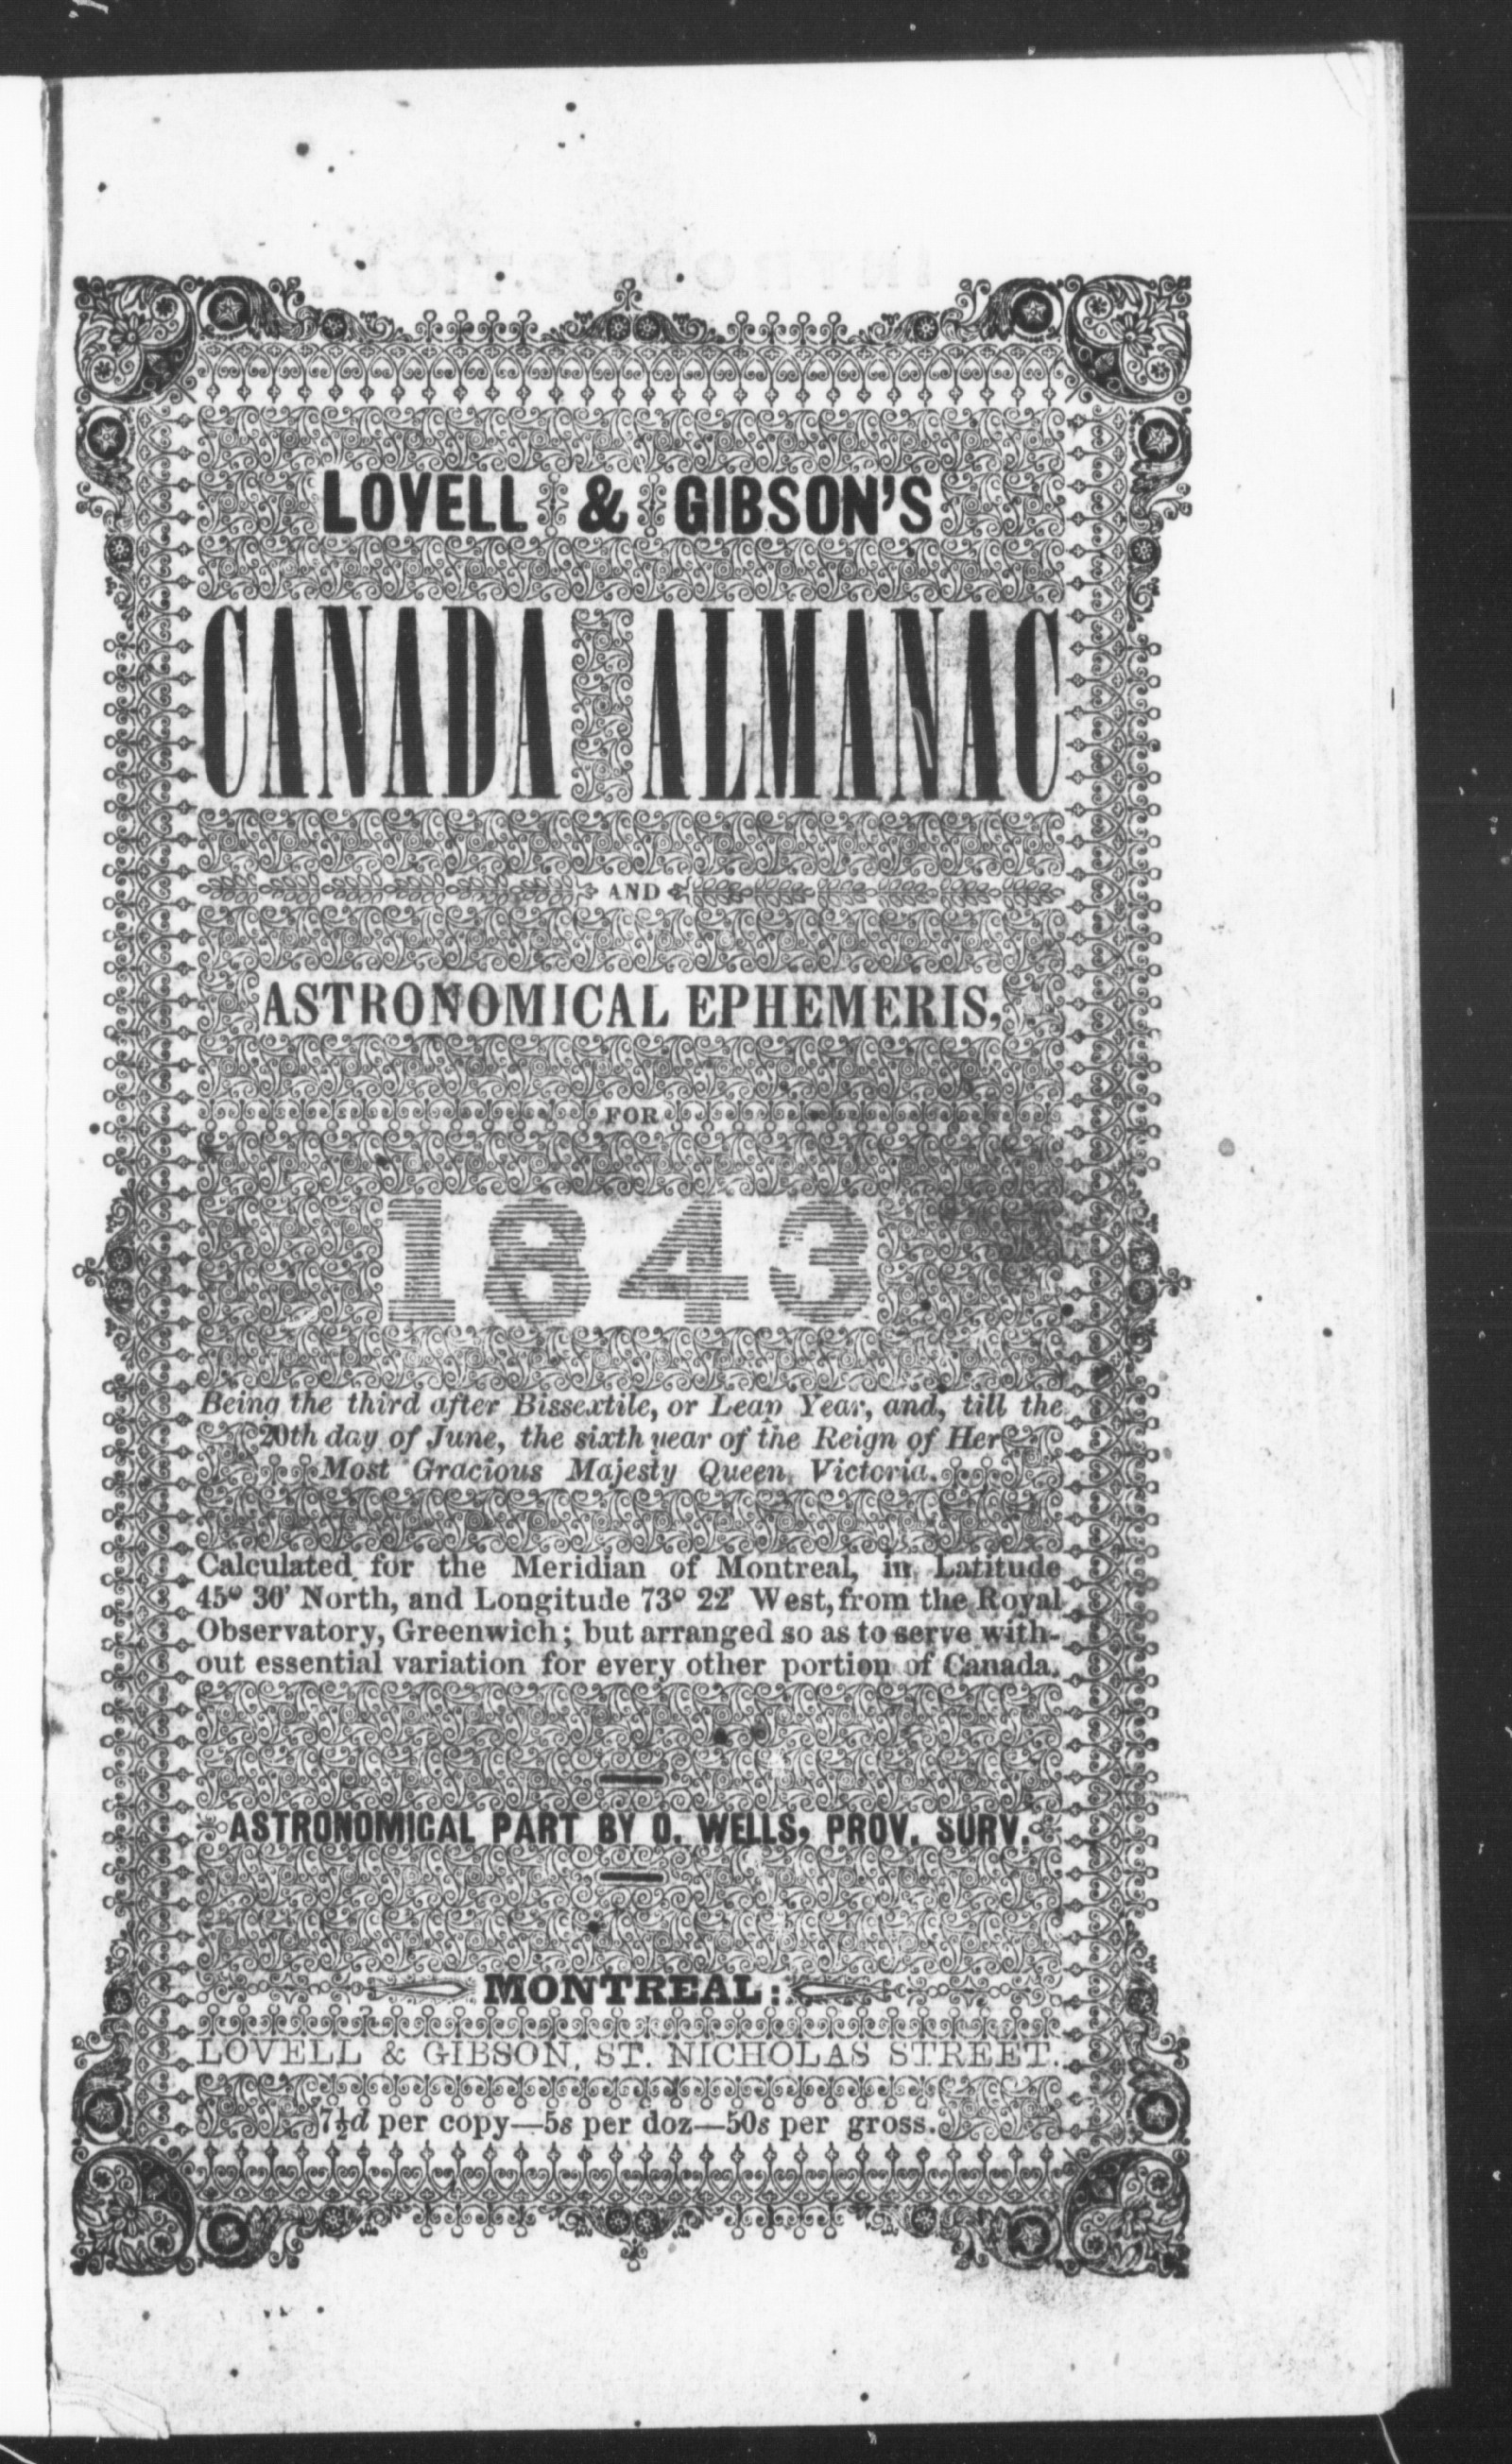 LOVELL & GIBSON'S
CANADA ALMANAC
AND
ASTRONOMICAL EPHEMERIS,
FOR
1843
Being the third after Bissextile, or Leap Year, and, till the
20th day of June, the sixth year of the Reign of Her
Most Gracious Majesty Queen Victoria.
Calculated for the Meridian of Montreal, in Latitude
45° 30' North, and Longitude 73° 22' West, from the Royal
Observatory, Greenwich; but arranged so as to serve with-
out essential variation for every other portion of Canada.
ASTRONOMICAL PART BY O. WELLS, PROV. SURV.
MONTREAL:
LOVELL & GIBSON, ST. NICHOLAS STREET.
7½d per copy—5s per doz—50s per gross.